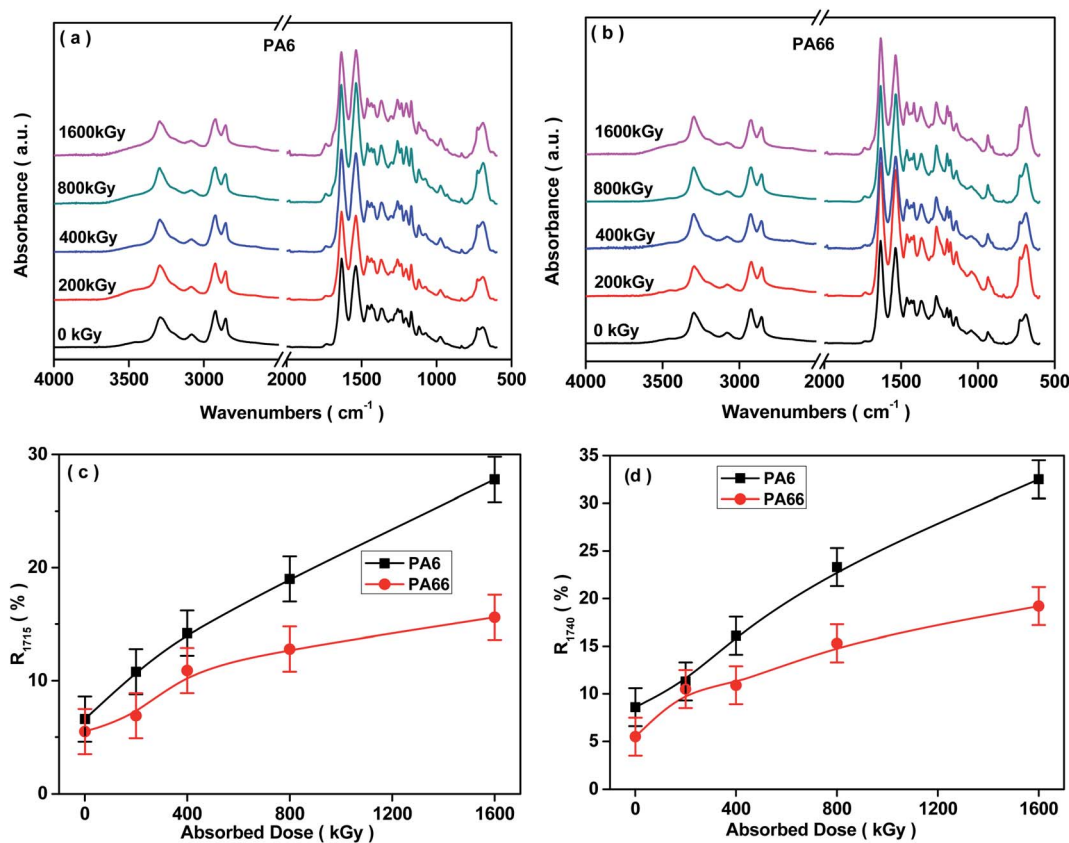 ( a )
PA6
1600kGy
800kGy
400kGy
200kGy
0 kGy
Absorbance ( a.u. )
4000 3500 3000 2000 1500 1000 500
Wavenumbers ( cm⁻¹ )
( b )
PA66
1600kGy
800kGy
400kGy
200kGy
0 kGy
Absorbance ( a.u. )
4000 3500 3000 2000 1500 1000 500
Wavenumbers ( cm⁻¹ )
( c )
PA6
PA66
R1715 ( % )
30
20
10
0
0 400 800 1200 1600
Absorbed Dose ( kGy )
(d)
PA6
PA66
R1740 ( % )
35
30
25
20
15
10
5
0
0 400 800 1200 1600
Absorbed Dose ( kGy )